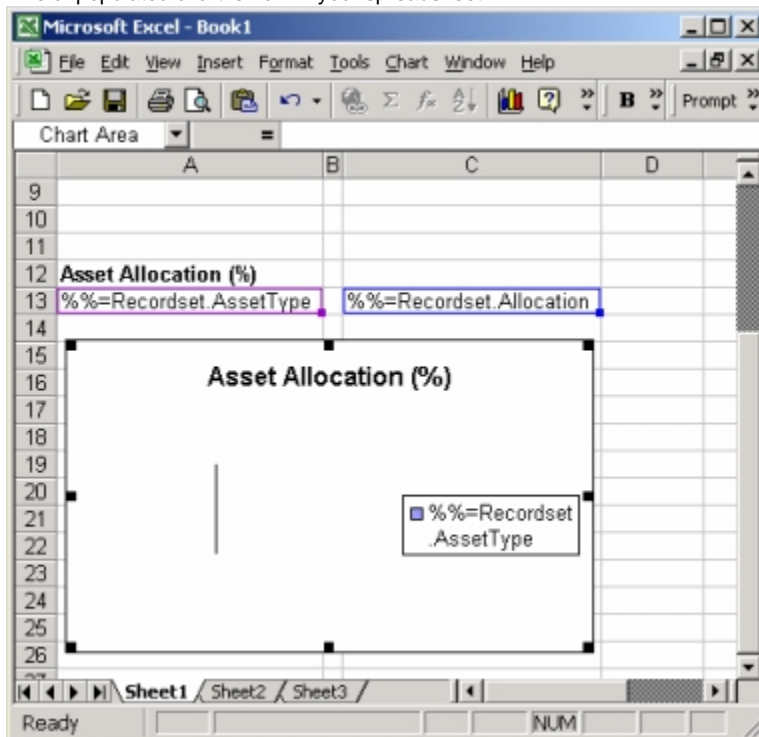 Microsoft Excel - Book1
File Edit View Insert Format Tools Chart Window Help
B Prompt
Chart Area =
A B C D
9
10
11
12 Asset Allocation (%)
13 %%=Recordset.AssetType %%=Recordset.Allocation
14
15
16
Asset Allocation (%)
17
18
19
20
21
22
%%=Recordset
.AssetType
23
24
25
26
Sheet1 Sheet2 Sheet3
Ready NUM